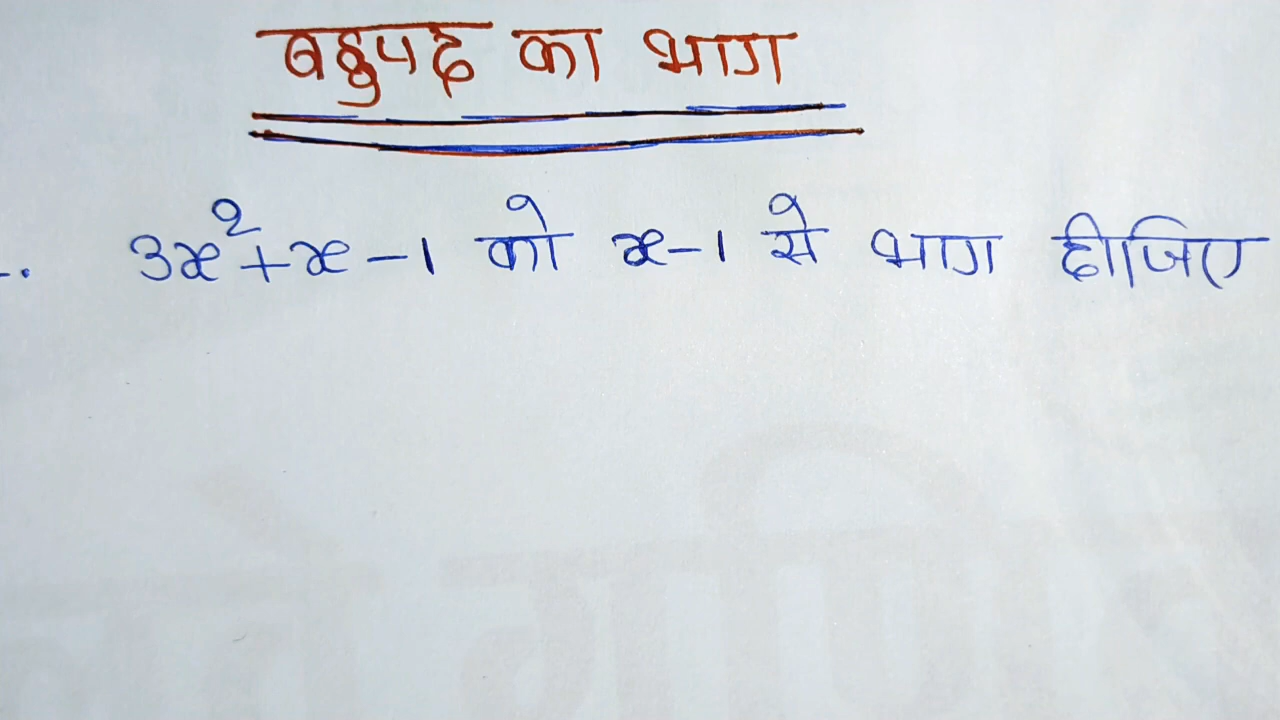 बहुपद का भाग
3x²+x-1 को x-1 से भाग दीजिए